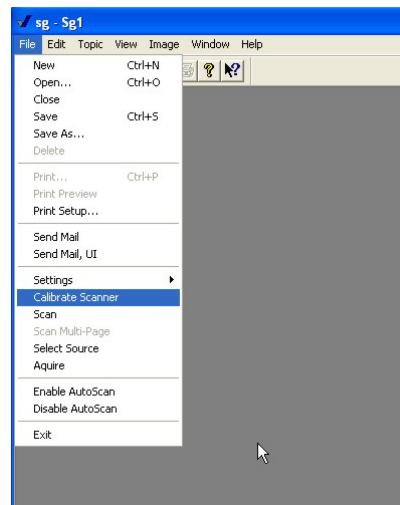 sg - Sg1
File Edit Topic View Image Window Help
New Ctrl+N
Open... Ctrl+O
Close
Save Ctrl+S
Save As...
Delete
Print... Ctrl+P
Print Preview
Print Setup...
Send Mail
Send Mail, UI
Settings
Calibrate Scanner
Scan
Scan Multi-Page
Select Source
Aquire
Enable AutoScan
Disable AutoScan
Exit